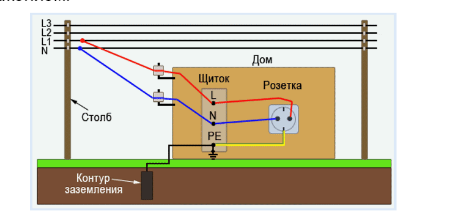 L3
L2
L1
N
Дом
Щиток
Розетка
L
N
PE
Столб
Контур
заземления